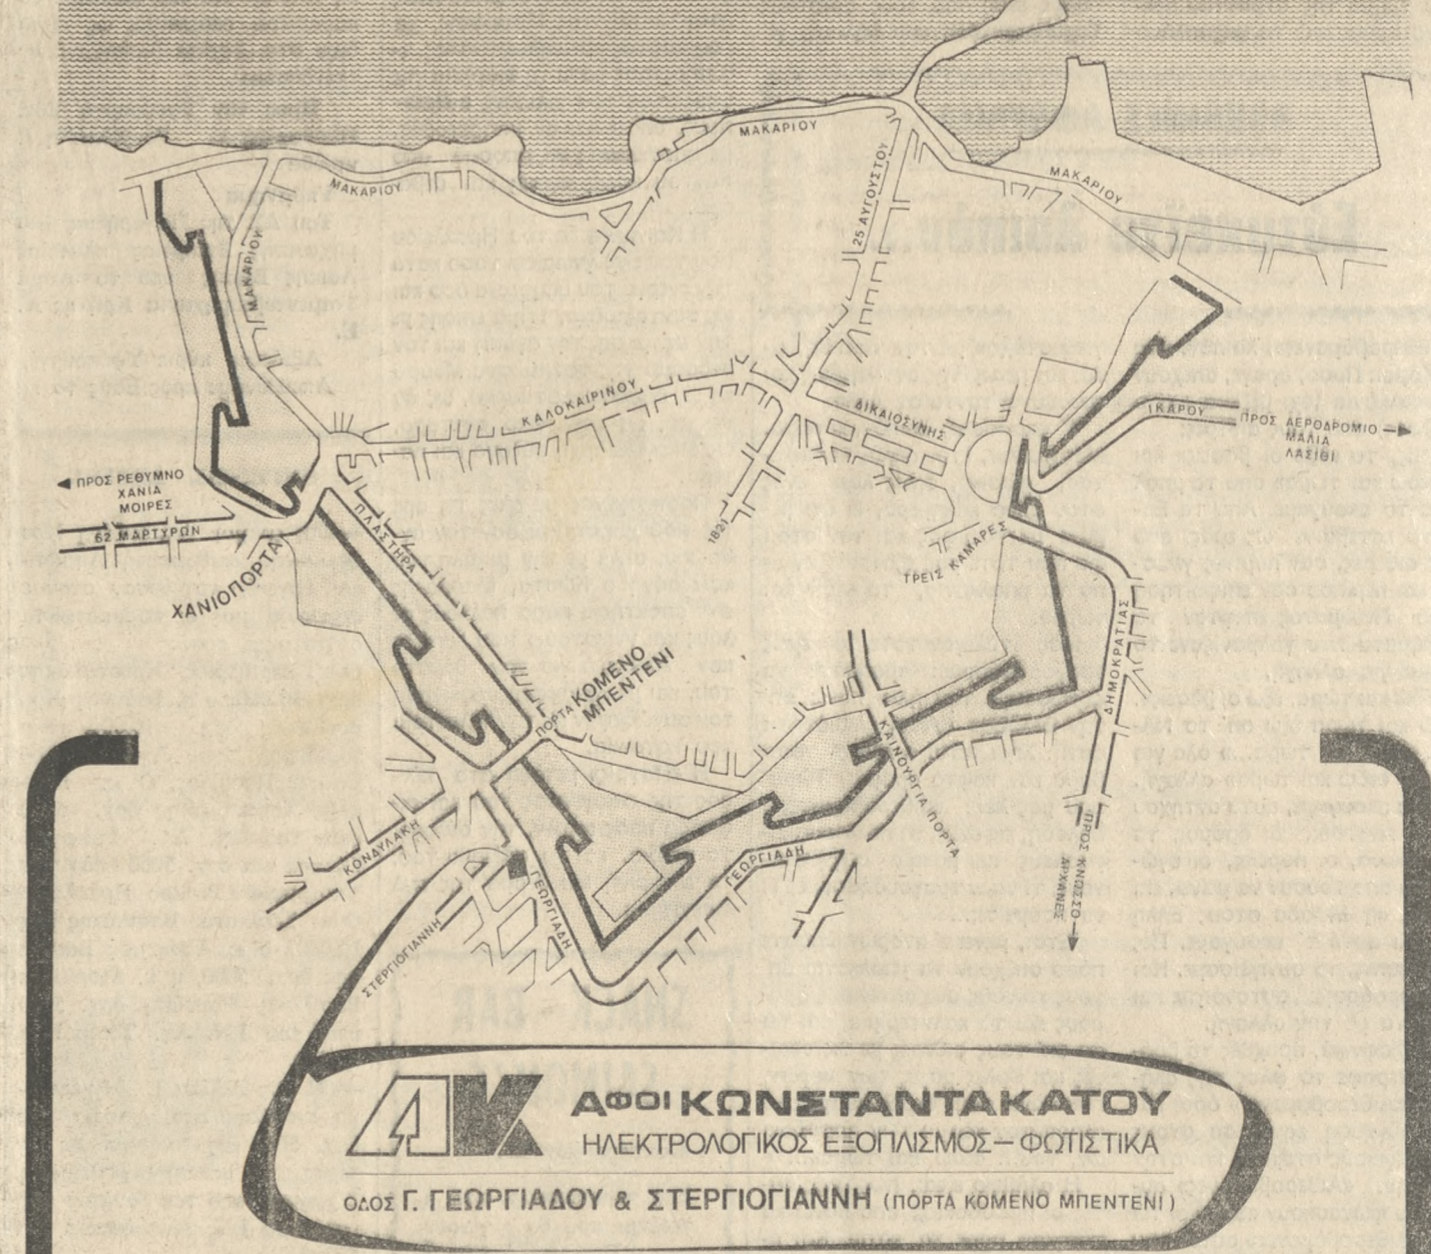 ΜΑΚΑΡΙΟΥ
ΜΑΚΑΡΙΟΥ
ΜΑΚΑΡΙΟΥ
ΜΑΚΑΡΙΟΥ
25 ΑΥΓΟΥΣΤΟΥ
ΚΑΛΟΚΑΙΡΙΝΟΥ
ΔΙΚΑΙΟΣΥΝΗΣ
ΙΚΑΡΟΥ
ΠΡΟΣ ΑΕΡΟΔΡΟΜΙΟ
ΜΑΛΙΑ
ΛΑΣΙΘΙ
ΠΡΟΣ ΡΕΘΥΜΝΟ
ΧΑΝΙΑ
ΜΟΙΡΕΣ
62 ΜΑΡΤΥΡΩΝ
ΧΑΝΙΟΠΟΡΤΑ
ΠΛΑΣΤΗΡΑ
1821
ΤΡΕΙΣ ΚΑΜΑΡΕΣ
ΔΗΜΟΚΡΑΤΙΑΣ
ΠΟΡΤΑ ΚΟΜΕΝΟ
ΜΠΕΝΤΕΝΙ
ΚΑΙΝΟΥΡΓΙΑ ΠΟΡΤΑ
ΠΡΟΣ ΚΝΩΣΣΟ
ΑΡΧΑΝΕΣ
ΚΟΝΔΥΛΑΚΗ
ΓΕΩΡΓΙΑΔΗ
ΓΕΩΡΓΙΑΔΗ
ΣΤΕΡΓΙΟΓΙΑΝΝΗ
ΑΚ
ΑΦΟΙ ΚΩΝΣΤΑΝΤΑΚΑΤΟΥ
ΗΛΕΚΤΡΟΛΟΓΙΚΟΣ ΕΞΟΠΛΙΣΜΟΣ – ΦΩΤΙΣΤΙΚΑ
ΟΔΟΣ Γ. ΓΕΩΡΓΙΑΔΟΥ & ΣΤΕΡΓΙΟΓΙΑΝΝΗ (ΠΟΡΤΑ ΚΟΜΕΝΟ ΜΠΕΝΤΕΝΙ)